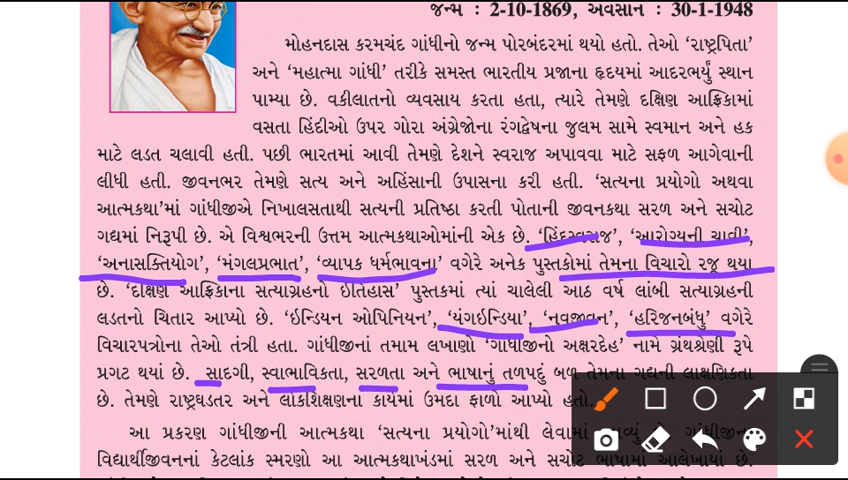 જન્મ : 2-10-1869, અવસાન : 30-1-1948
મોહનદાસ કરમચંદ ગાંધીનો જન્મ પોરબંદરમાં થયો હતો. તેઓ ‘રાષ્ટ્રપિતા’
અને ‘મહાત્મા ગાંધી’ તરીકે સમસ્ત ભારતીય પ્રજાના હૃદયમાં આદરભર્યું સ્થાન
પામ્યા છે. વકીલાતનો વ્યવસાય કરતા હતા, ત્યારે તેમણે દક્ષિણ આફ્રિકામાં
વસતા હિંદીઓ ઉપર ગોરા અંગ્રેજોના રંગદ્વેષના જુલમ સામે સ્વમાન અને હક
માટે લડત ચલાવી હતી. પછી ભારતમાં આવી તેમણે દેશને સ્વરાજ અપાવવા માટે સફળ આગેવાની
લીધી હતી. જીવનભર તેમણે સત્ય અને અહિંસાની ઉપાસના કરી હતી. ‘સત્યના પ્રયોગો અથવા
આત્મકથા’માં ગાંધીજીએ નિખાલસતાથી સત્યની પ્રતિષ્ઠા કરતી પોતાની જીવનકથા સરળ અને સચોટ
ગદ્યમાં નિરૂપી છે. એ વિશ્વભરની ઉત્તમ આત્મકથાઓમાંની એક છે. ‘હિંદસ્વરાજ’, ‘આરોગ્યની ચાવી’,
‘અનાસક્તિયોગ’, ‘મંગલપ્રભાત’, ‘વ્યાપક ધર્મભાવના’ વગેરે અનેક પુસ્તકોમાં તેમના વિચારો રજૂ થયા
છે. ‘દક્ષિણ આફ્રિકાના સત્યાગ્રહનો ઇતિહાસ’ પુસ્તકમાં ત્યાં ચાલેલી આઠ વર્ષ લાંબી સત્યાગ્રહની
લડતનો ચિતાર આપ્યો છે. ‘ઇન્ડિયન ઓપિનિયન’, ‘યંગઇન્ડિયા’, ‘નવજીવન’, ‘હરિજનબંધુ’ વગેરે
વિચારપત્રોના તેઓ તંત્રી હતા. ગાંધીજીનાં તમામ લખાણો ‘ગાંધીજીનો અક્ષરદેહ’ નામે ગ્રંથશ્રેણી રૂપે
પ્રગટ થયાં છે. સાદગી, સ્વાભાવિકતા, સરળતા અને ભાષાનું તળપદું બળ તેમના ગદ્યની લાક્ષણિકતા
છે. તેમણે રાષ્ટ્રઘડતર અને લોકશિક્ષણના કાર્યમાં ઉમદા ફાળો આપ્યો હતો.
આ પ્રકરણ ગાંધીજીની આત્મકથા ‘સત્યના પ્રયોગો’માંથી લેવામાં
વિદ્યાર્થીજીવનનાં કેટલાંક સ્મરણો આ આત્મકથાખંડમાં સરળ અને સચોટ ભાષામાં આલેખાયાં છે.